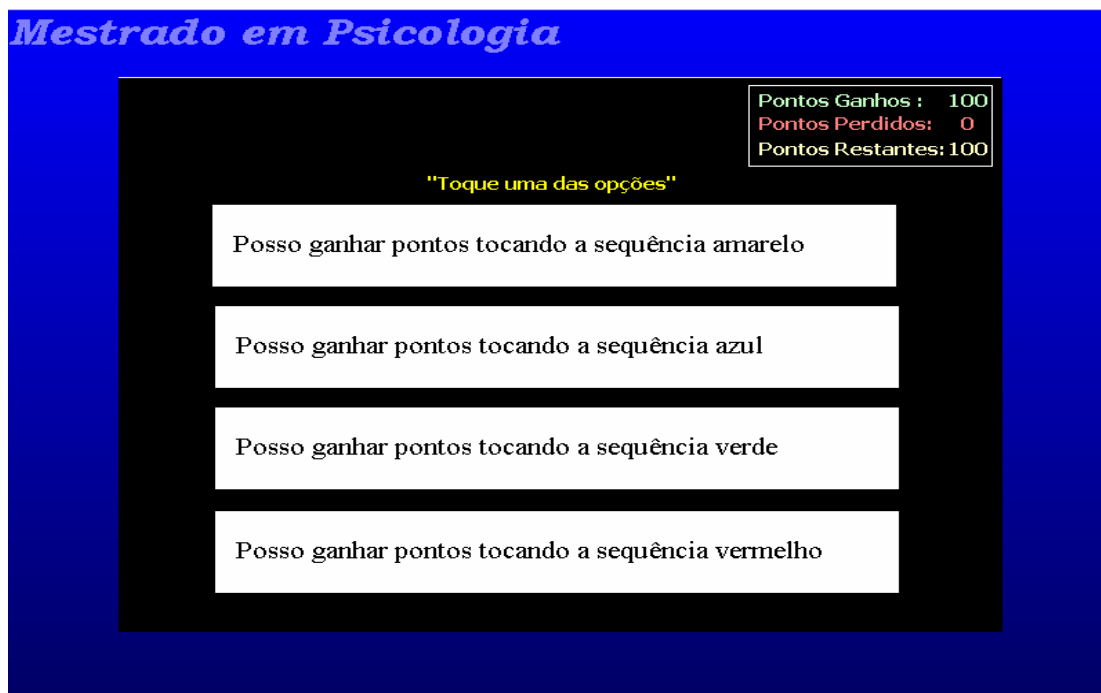 Mestrado em Psicologia
Pontos Ganhos : 100
Pontos Perdidos: 0
Pontos Restantes: 100
"Toque uma das opções"
Posso ganhar pontos tocando a sequência amarelo
Posso ganhar pontos tocando a sequência azul
Posso ganhar pontos tocando a sequência verde
Posso ganhar pontos tocando a sequência vermelho